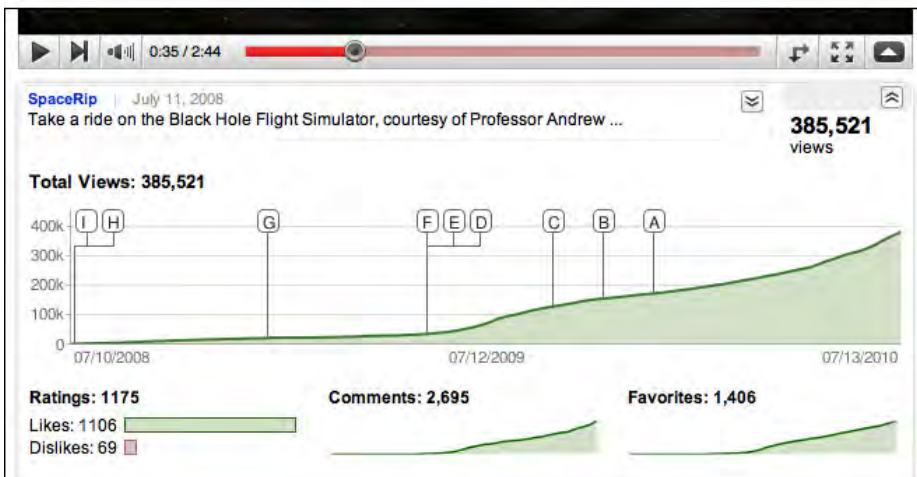 0:35 / 2:44
SpaceRip | July 11, 2008
Take a ride on the Black Hole Flight Simulator, courtesy of Professor Andrew ...
385,521
views
Total Views: 385,521
400k
300k
200k
100k
0
I H G F E D C B A
07/10/2008 07/12/2009 07/13/2010
Ratings: 1175
Likes: 1106
Dislikes: 69
Comments: 2,695
Favorites: 1,406